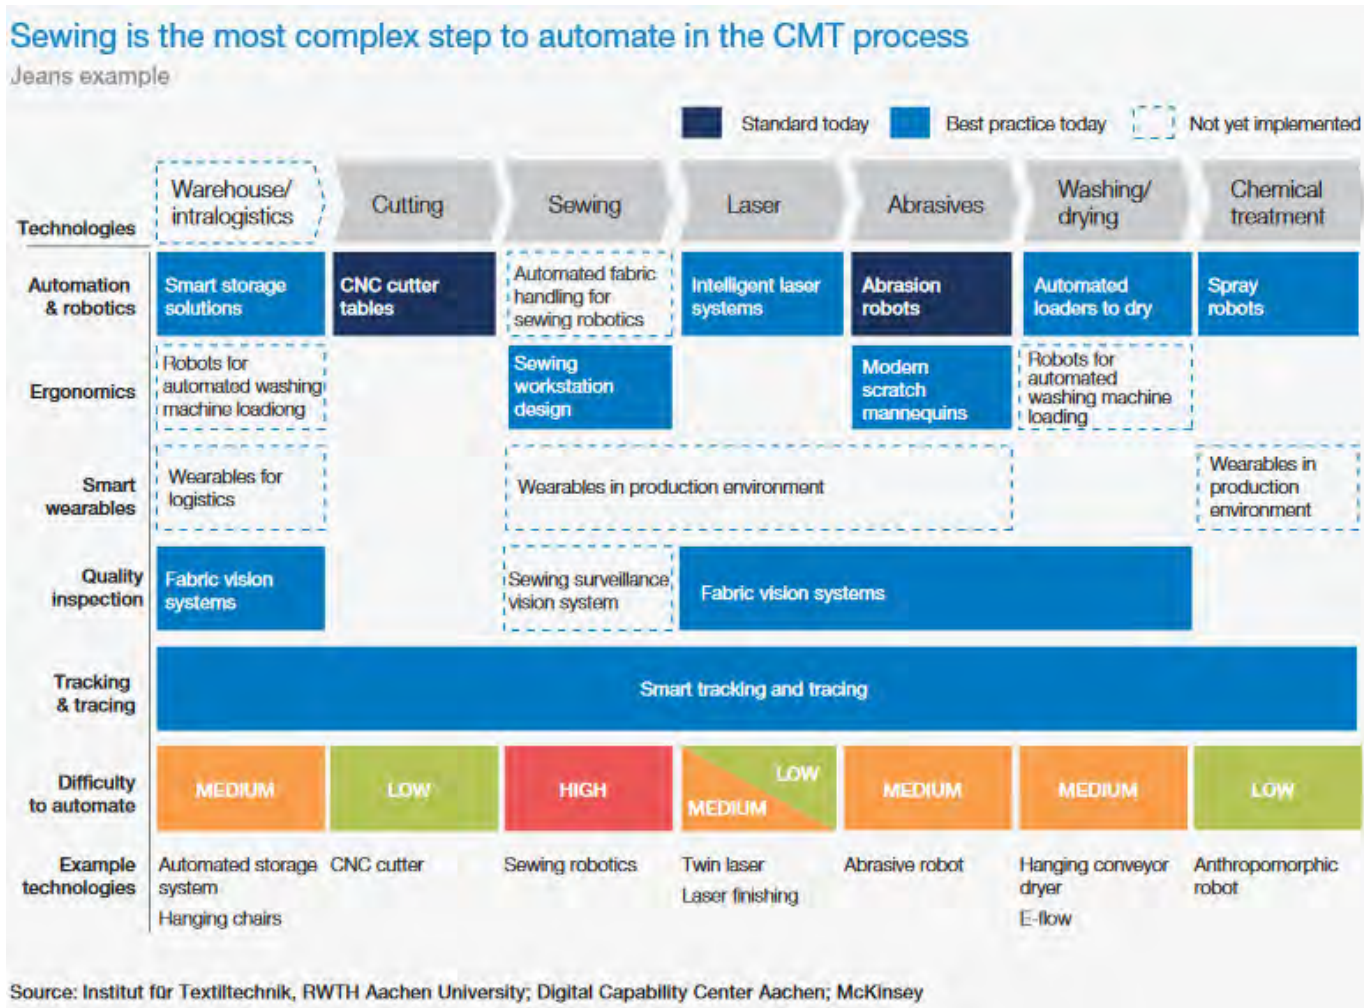 Sewing is the most complex step to automate in the CMT process
Jeans example
Standard today
Best practice today
Not yet implemented
Technologies
Warehouse/
intralogistics
Cutting
Sewing
Laser
Abrasives
Washing/
drying
Chemical
treatment
Automation
& robotics
Smart storage
solutions
CNC cutter
tables
Automated fabric
handling for
sewing robotics
Intelligent laser
systems
Abrasion
robots
Automated
loaders to dry
Spray
robots
Ergonomics
Robots for
automated washing
machine loadiong
Sewing
workstation
design
Modern
scratch
mannequins
Robots for
automated
washing machine
loading
Smart
wearables
Wearables for
logistics
Wearables in production environment
Wearables in
production
environment
Quality
inspection
Fabric vision
systems
Sewing surveillance
vision system
Fabric vision systems
Tracking
& tracing
Smart tracking and tracing
Difficulty
to automate
MEDIUM
LOW
HIGH
LOW
MEDIUM
MEDIUM
MEDIUM
LOW
Example
technologies
Automated storage
system
Hanging chairs
CNC cutter
Sewing robotics
Twin laser
Laser finishing
Abrasive robot
Hanging conveyor
dryer
E-flow
Anthropomorphic
robot
Source: Institut für Textiltechnik, RWTH Aachen University; Digital Capability Center Aachen; McKinsey